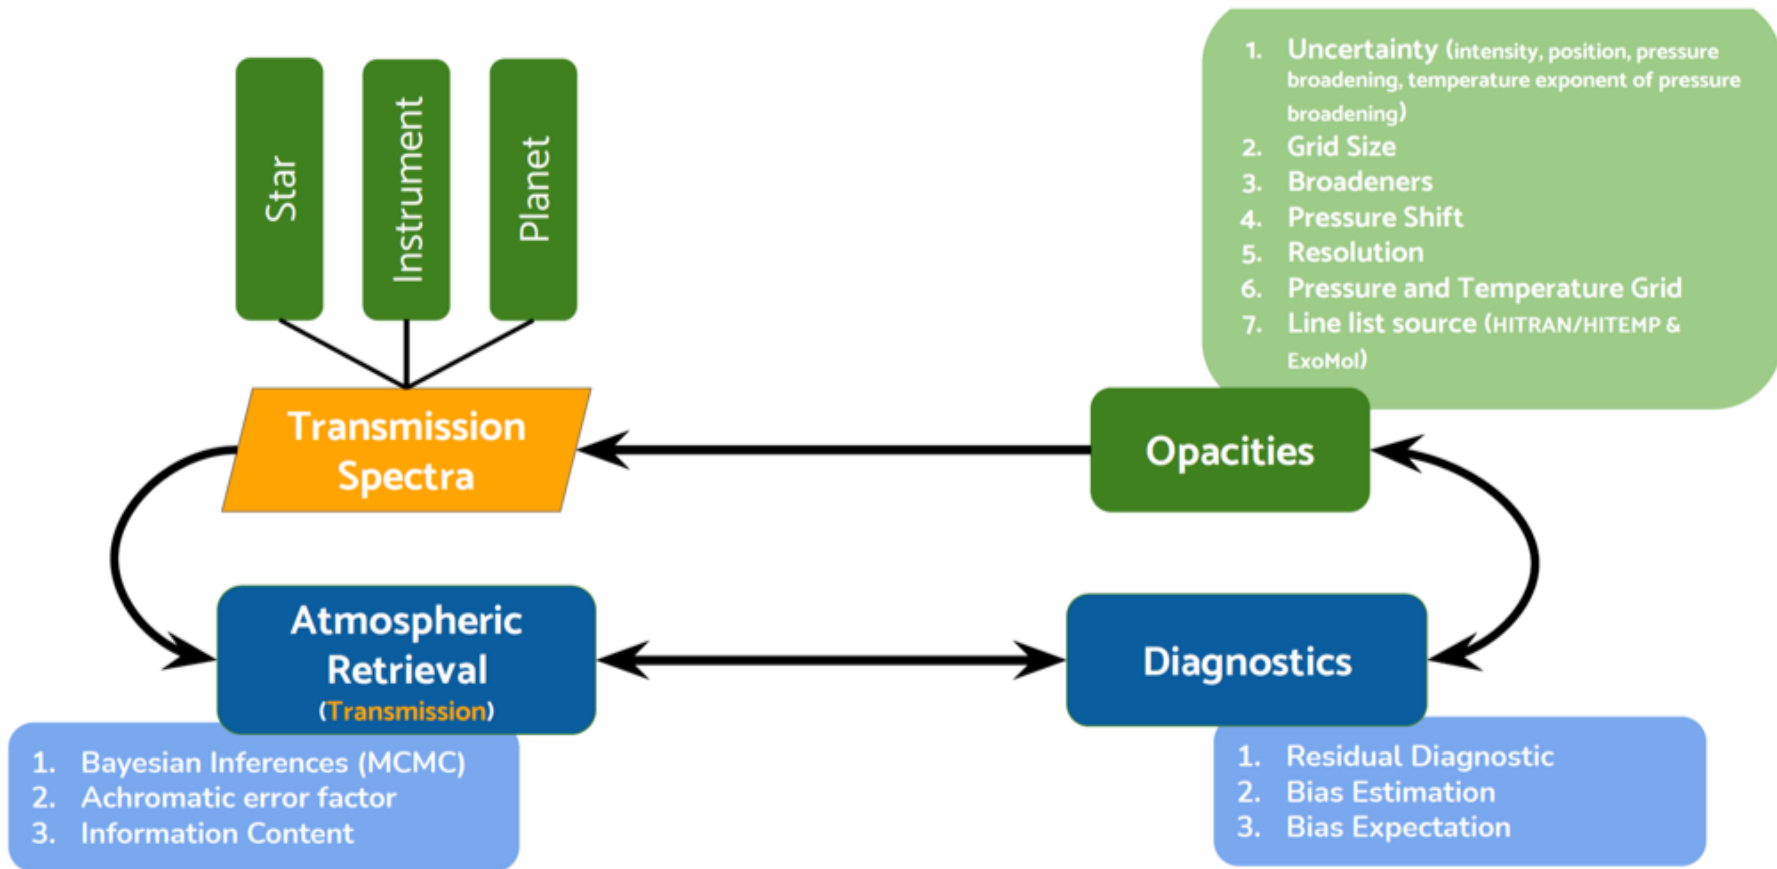 Star
Instrument
Planet
1. Uncertainty (intensity, position, pressure
broadening, temperature exponent of pressure
broadening)
2. Grid Size
3. Broadeners
4. Pressure Shift
5. Resolution
6. Pressure and Temperature Grid
7. Line list source (HITRAN/HITEMP &
ExoMol)
Transmission
Spectra
Opacities
Atmospheric
Retrieval
(Transmission)
Diagnostics
1. Bayesian Inferences (MCMC)
2. Achromatic error factor
3. Information Content
1. Residual Diagnostic
2. Bias Estimation
3. Bias Expectation